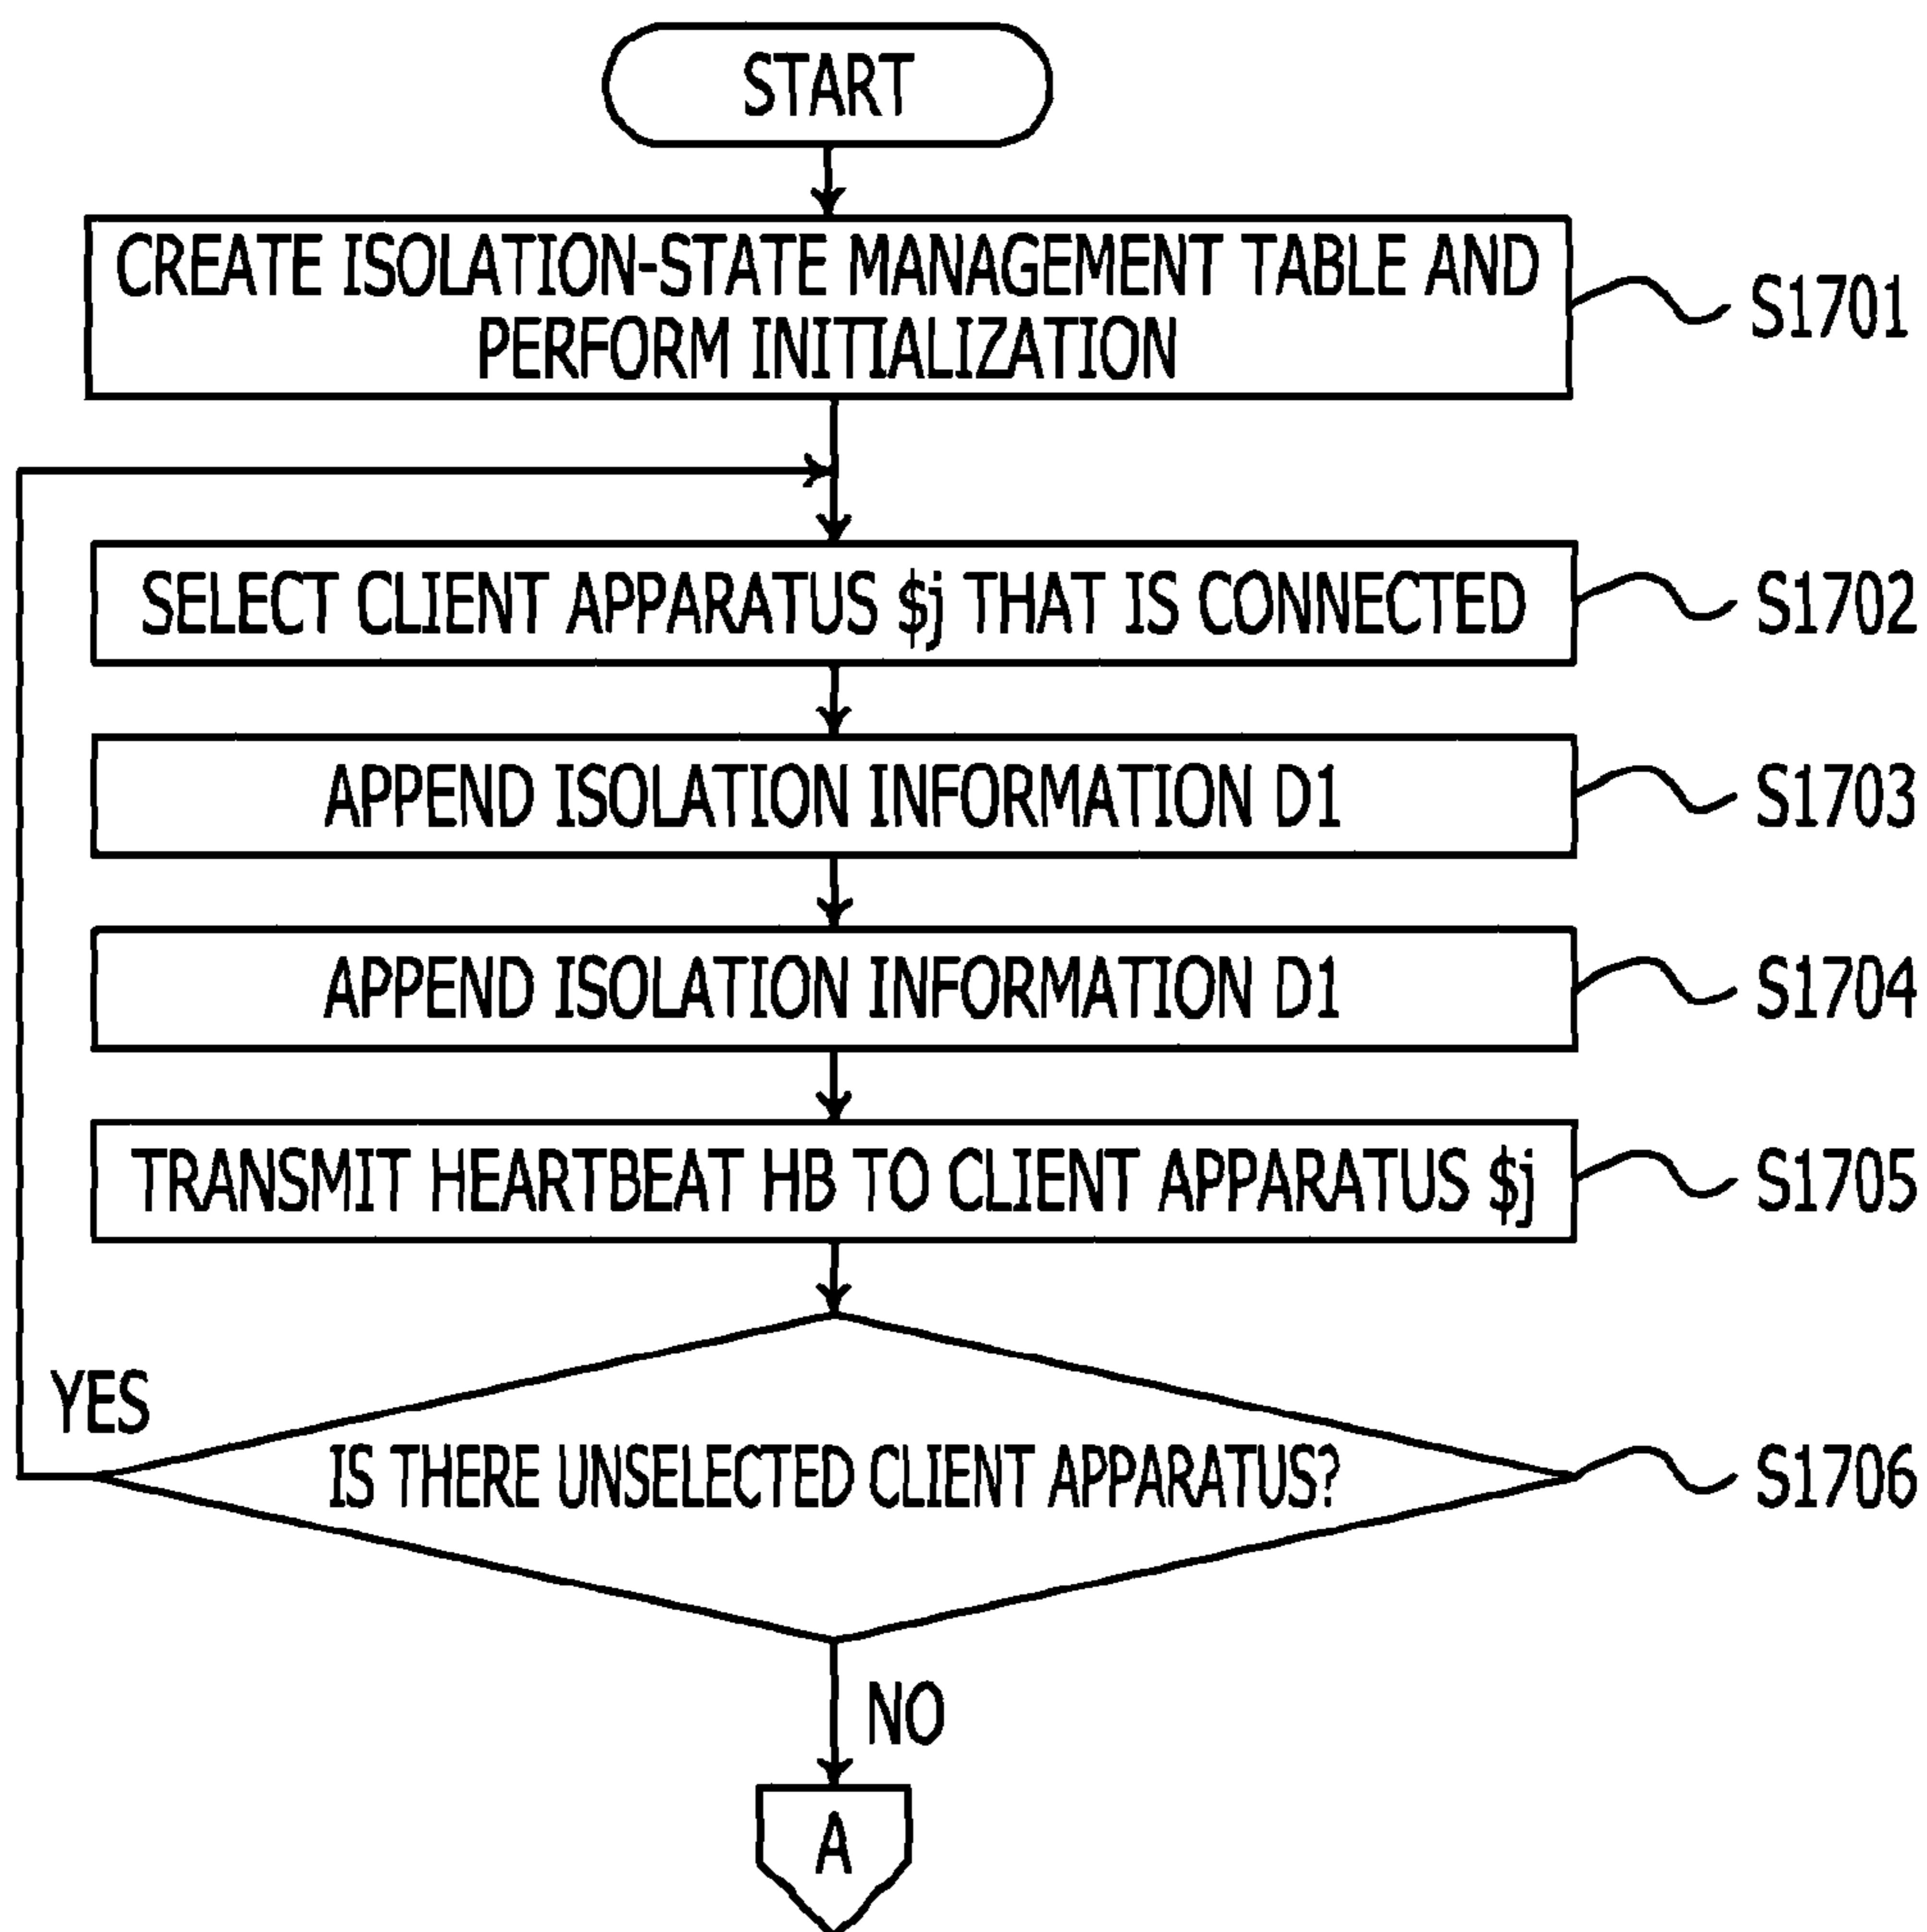 START
CREATE ISOLATION-STATE MANAGEMENT TABLE AND
PERFORM INITIALIZATION
S1701
SELECT CLIENT APPARATUS $j THAT IS CONNECTED
S1702
APPEND ISOLATION INFORMATION D1
S1703
APPEND ISOLATION INFORMATION D1
S1704
TRANSMIT HEARTBEAT HB TO CLIENT APPARATUS $j
S1705
YES
IS THERE UNSELECTED CLIENT APPARATUS?
S1706
NO
A